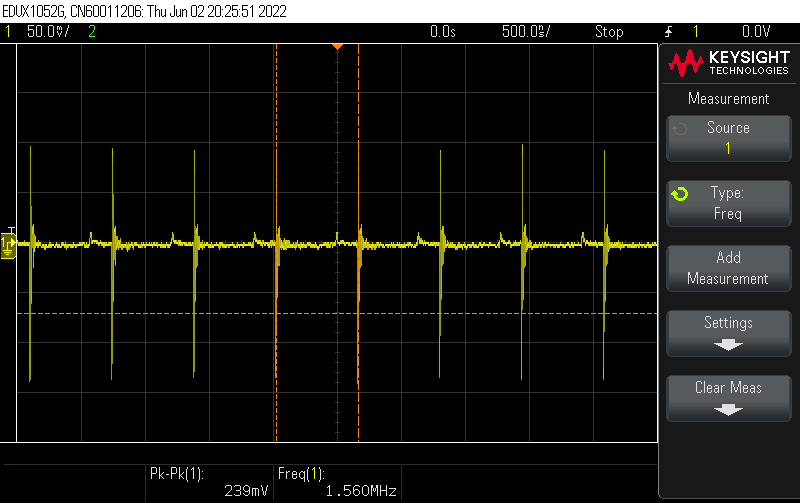 EDUX1052G, CN60011206: Thu Jun 02 20:25:51 2022
1 50.0V/ 2 0.0s 500.0s/ Stop 1 0.0V
KEYSIGHT
TECHNOLOGIES
Measurement
Source
1
Type:
Freq
Add
Measurement
Settings
Clear Meas
Pk-Pk(1):
239mV
Freq(1):
1.560MHz